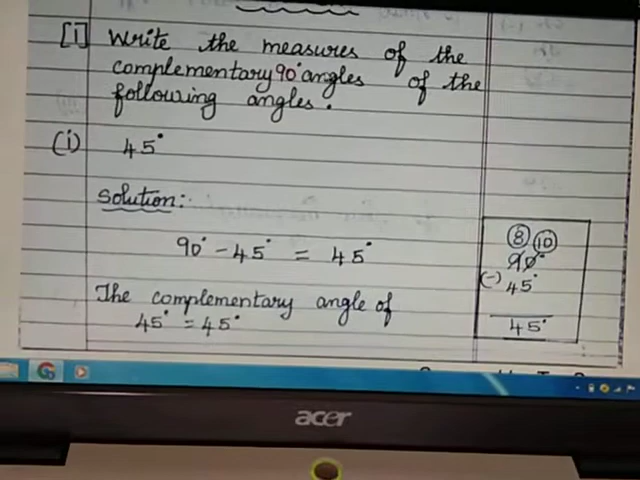 [i] Write the measures of the
complementary 90° angles of the
following angles.
(i) 45°
Solution:
90° - 45° = 45°
The complementary angle of
45° = 45°
8 10
90°
(-) 45°
45°
acer